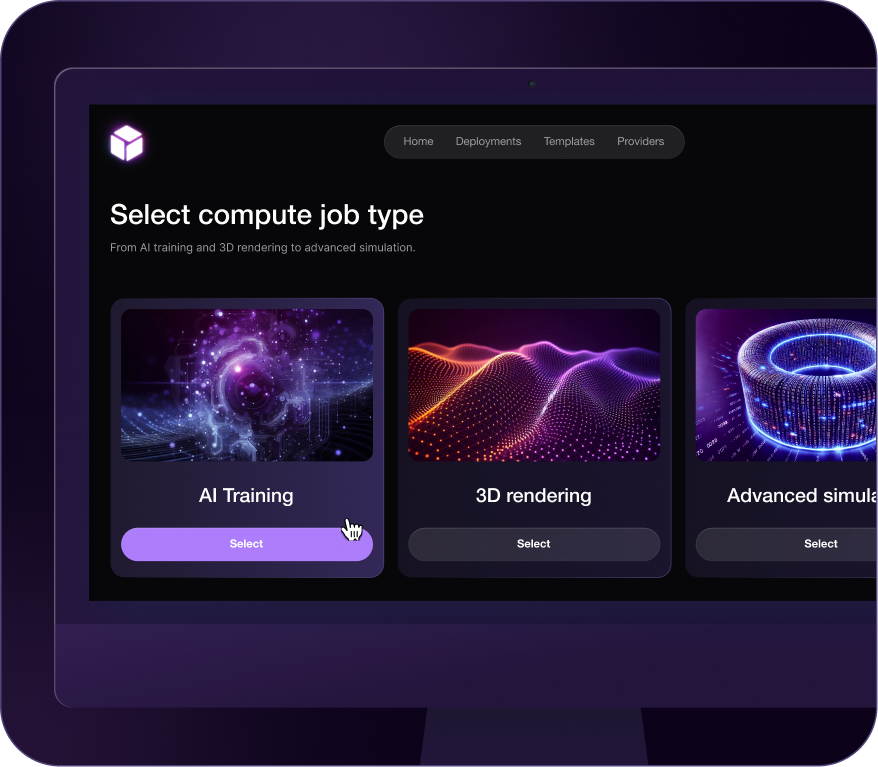 Home Deployments Templates Providers
Select compute job type
From AI training and 3D rendering to advanced simulation.
AI Training
Select
3D rendering
Select
Advanced simula
Select